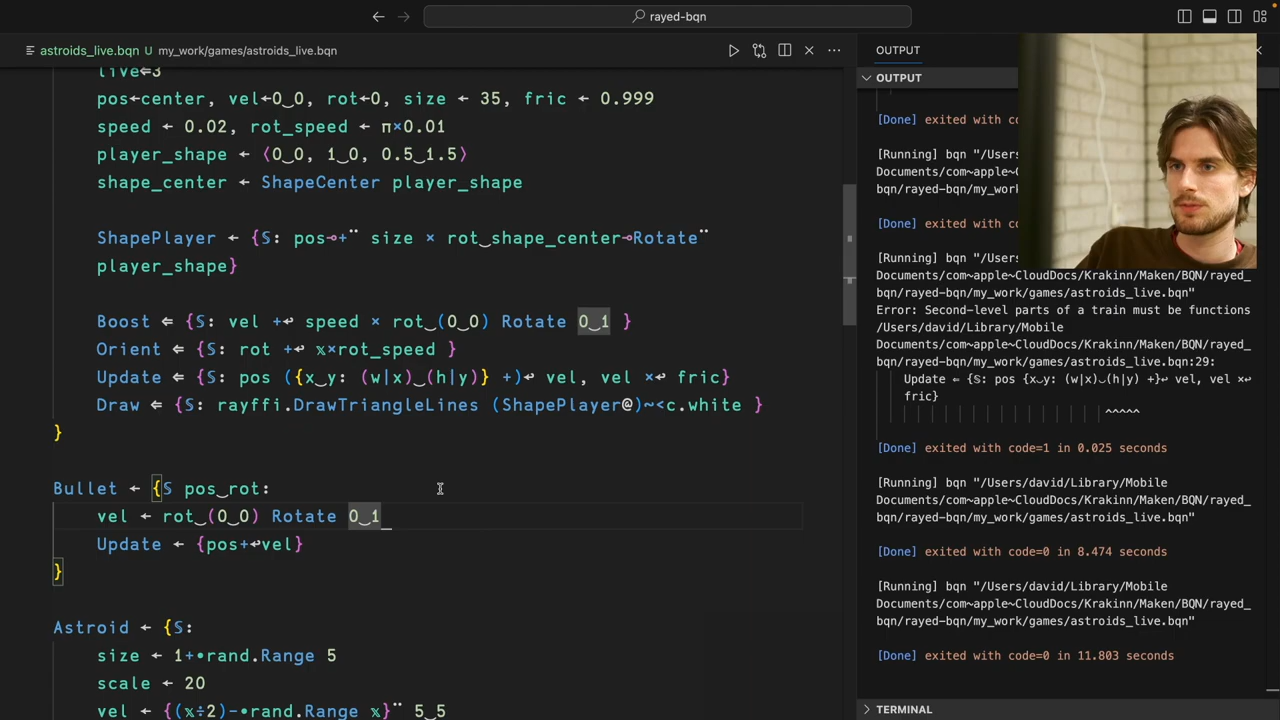 rayed-bqn
astroids_live.bqn U my_work/games/astroids_live.bqn
live⇐3
pos←center, vel←0‿0, rot←0, size ← 35, fric ← 0.999
speed ← 0.02, rot_speed ← π×0.01
player_shape ← ⟨0‿0, 1‿0, 0.5‿1.5⟩
shape_center ← ShapeCenter player_shape
ShapePlayer ← {𝕊: pos⊸+¨ size × rot‿shape_center⊸Rotate¨
player_shape}
Boost ⇐ {𝕊: vel +↩ speed × rot‿(0‿0) Rotate 0‿1 }
Orient ⇐ {𝕊: rot +↩ 𝕩×rot_speed }
Update ⇐ {𝕊: pos ({x‿y: (w|x)‿(h|y)} +)↩ vel, vel ×↩ fric}
Draw ⇐ {𝕊: rayffi.DrawTriangleLines (ShapePlayer@)∾<c.white }
}
Bullet ← {𝕊 pos‿rot:
vel ← rot‿(0‿0) Rotate 0‿1
Update ← {pos+↩vel}
}
Astroid ← {𝕊:
size ← 1+•rand.Range 5
scale ← 20
vel ← {(𝕩÷2)-•rand.Range 𝕩}¨ 5‿5
OUTPUT
OUTPUT
[Done] exited with co
[Running] bqn "/Users
Documents/com~apple~C
bqn/rayed_bqn/my_work
[Done] exited with co
[Running] bqn "/Users
Documents/com~apple~CloudDocs/Krakinn/Maken/BQN/rayed_
bqn/rayed_bqn/my_work/games/astroids_live.bqn"
Error: Second-level parts of a train must be functions
/Users/david/Library/Mobile
Documents/com~apple~CloudDocs/Krakinn/Maken/BQN/rayed_
bqn/rayed_bqn/my_work/games/astroids_live.bqn:29:
Update ⇐ {𝕊: pos {x‿y: (w|x)‿(h|y) +}↩ vel, vel ×↩
fric}
^^^^^
[Done] exited with code=1 in 0.025 seconds
[Running] bqn "/Users/david/Library/Mobile
Documents/com~apple~CloudDocs/Krakinn/Maken/BQN/rayed_
bqn/rayed_bqn/my_work/games/astroids_live.bqn"
[Done] exited with code=0 in 8.474 seconds
[Running] bqn "/Users/david/Library/Mobile
Documents/com~apple~CloudDocs/Krakinn/Maken/BQN/rayed_
bqn/rayed_bqn/my_work/games/astroids_live.bqn"
[Done] exited with code=0 in 11.803 seconds
TERMINAL